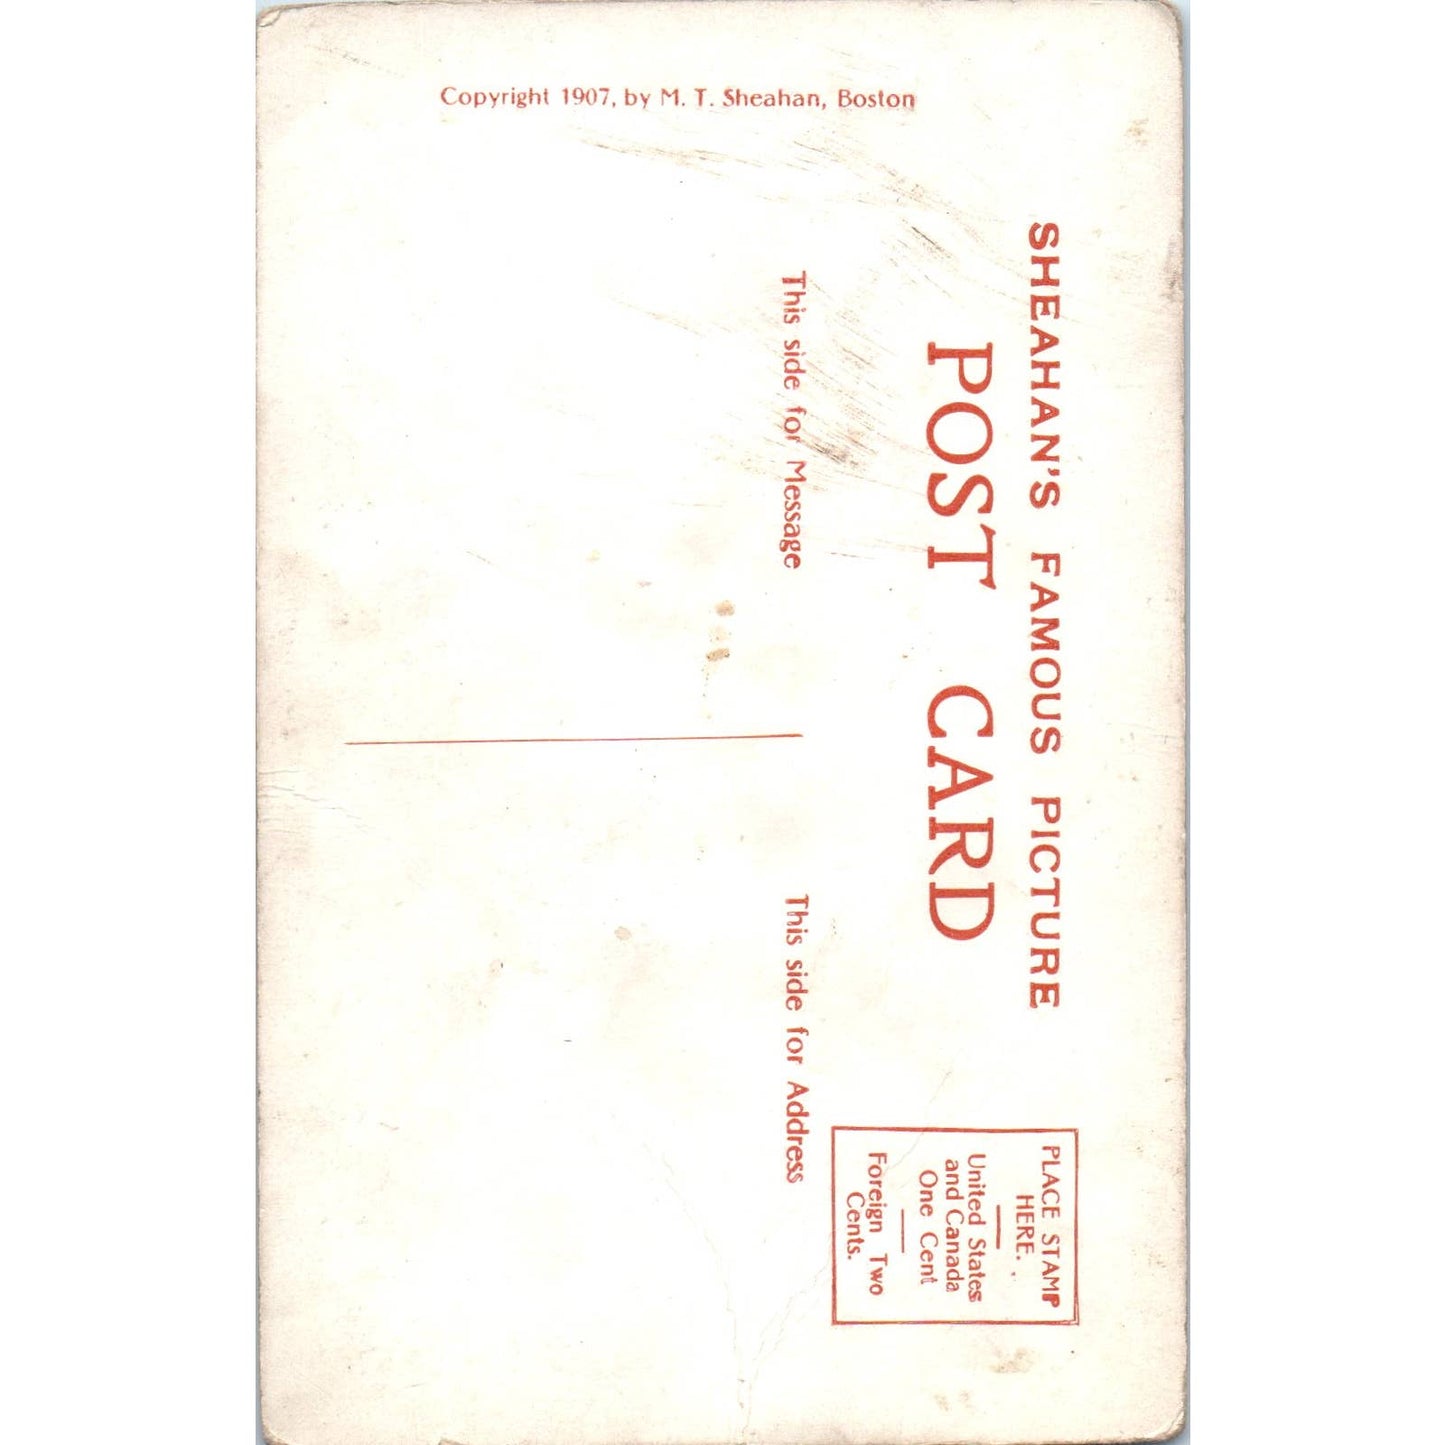 Copyright 1907, by M. T. Sheahan, Boston
SHEAHAN'S FAMOUS PICTURE
POST CARD
This side for Message
This side for Address
PLACE STAMP
HERE.
United States
and Canada
One Cent
Foreign Two
Cents.